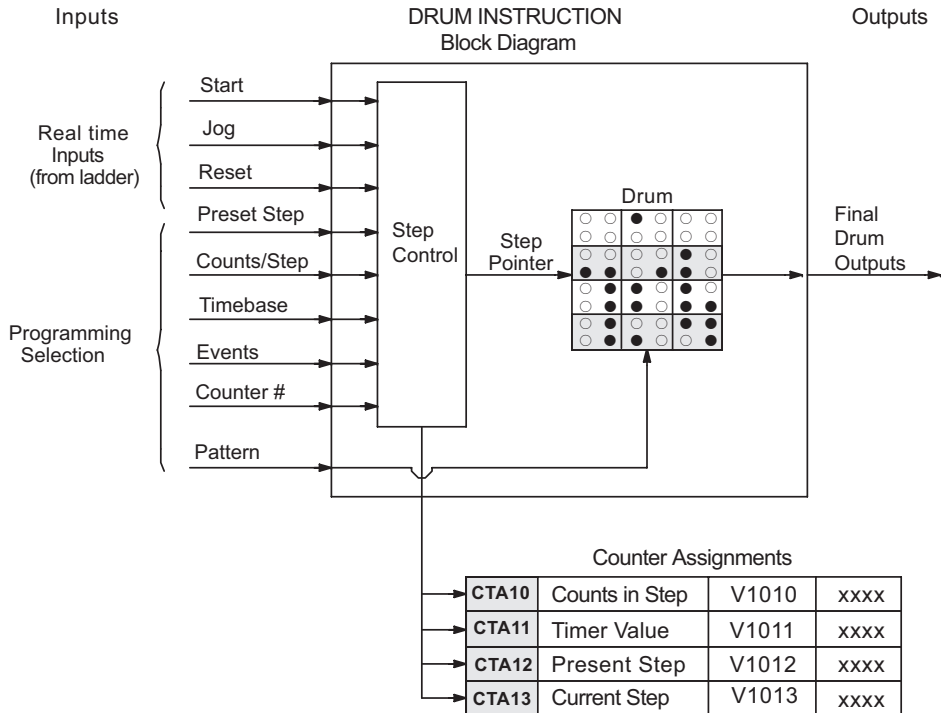 Inputs
DRUM INSTRUCTION
Block Diagram
Outputs
Real time
Inputs
(from ladder)
Start
Jog
Reset
Programming
Selection
Preset Step
Counts/Step
Timebase
Events
Counter #
Pattern
Step
Control
Step
Pointer
Drum
Final
Drum
Outputs
Counter Assignments
CTA10 Counts in Step V1010 xxxx
CTA11 Timer Value V1011 xxxx
CTA12 Present Step V1012 xxxx
CTA13 Current Step V1013 xxxx